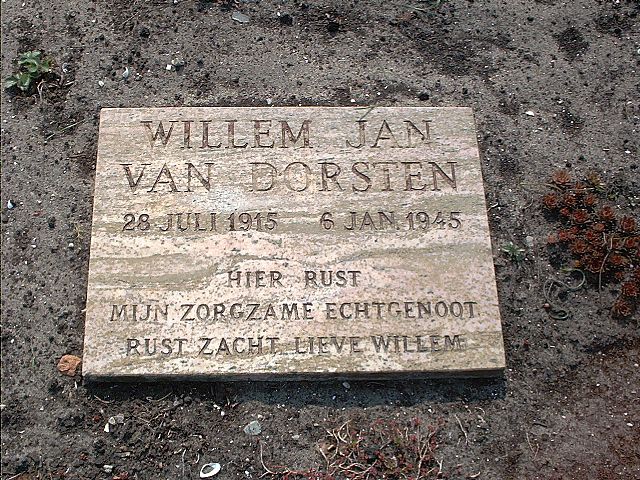 WILLEM JAN
VAN DORSTEN
28 JULI 1915 6 JAN. 1945
HIER RUST
MIJN ZORGZAME ECHTGENOOT
RUST ZACHT LIEVE WILLEM